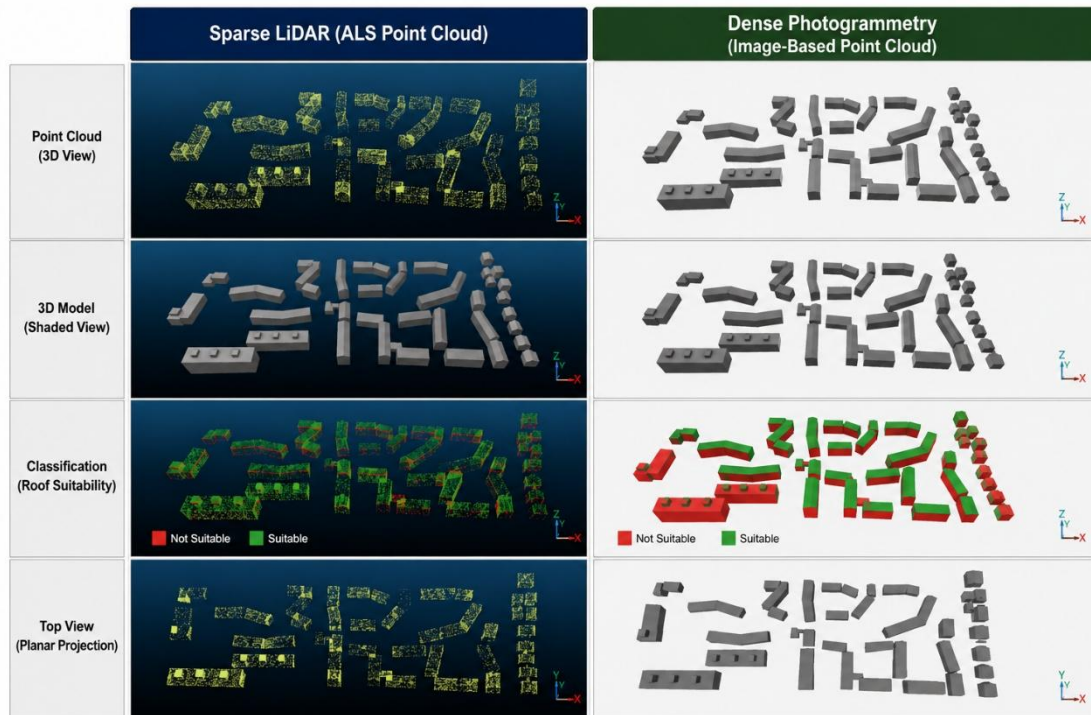 Sparse LiDAR (ALS Point Cloud)
Dense Photogrammetry
(Image-Based Point Cloud)
Point Cloud
(3D View)
Z
Y
X
Z
Y
X
3D Model
(Shaded View)
Z
Y
X
Z
Y
X
Classification
(Roof Suitability)
Not Suitable
Suitable
Z
Y
X
Not Suitable
Suitable
Z
Y
X
Top View
(Planar Projection)
Z
Y
X
Z
Y
X